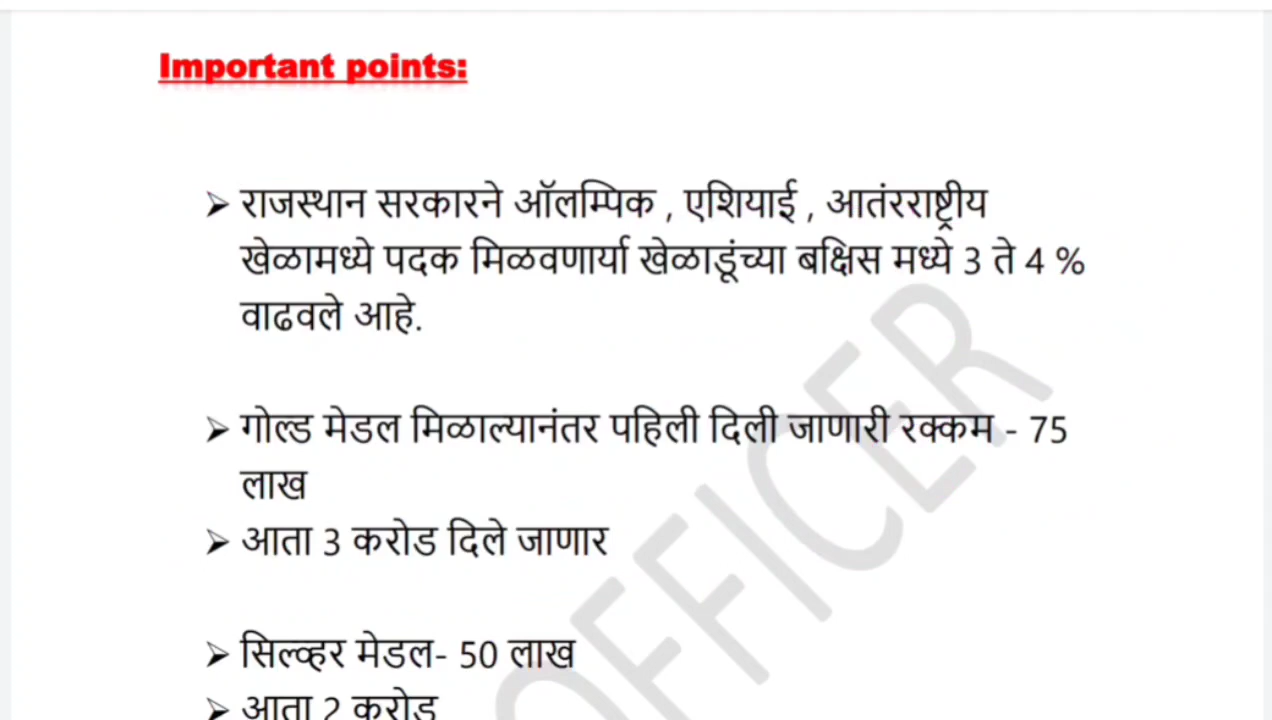 Important points:
➢ राजस्थान सरकारने ऑलम्पिक , एशियाई , आतंरराष्ट्रीय
खेळामध्ये पदक मिळवणार्या खेळाडूंच्या बक्षिस मध्ये 3 ते 4 %
वाढवले आहे.
➢ गोल्ड मेडल मिळाल्यानंतर पहिली दिली जाणारी रक्कम - 75
लाख
➢ आता 3 करोड दिले जाणार
➢ सिल्व्हर मेडल- 50 लाख
➢ आता 2 करोड
OFFICER